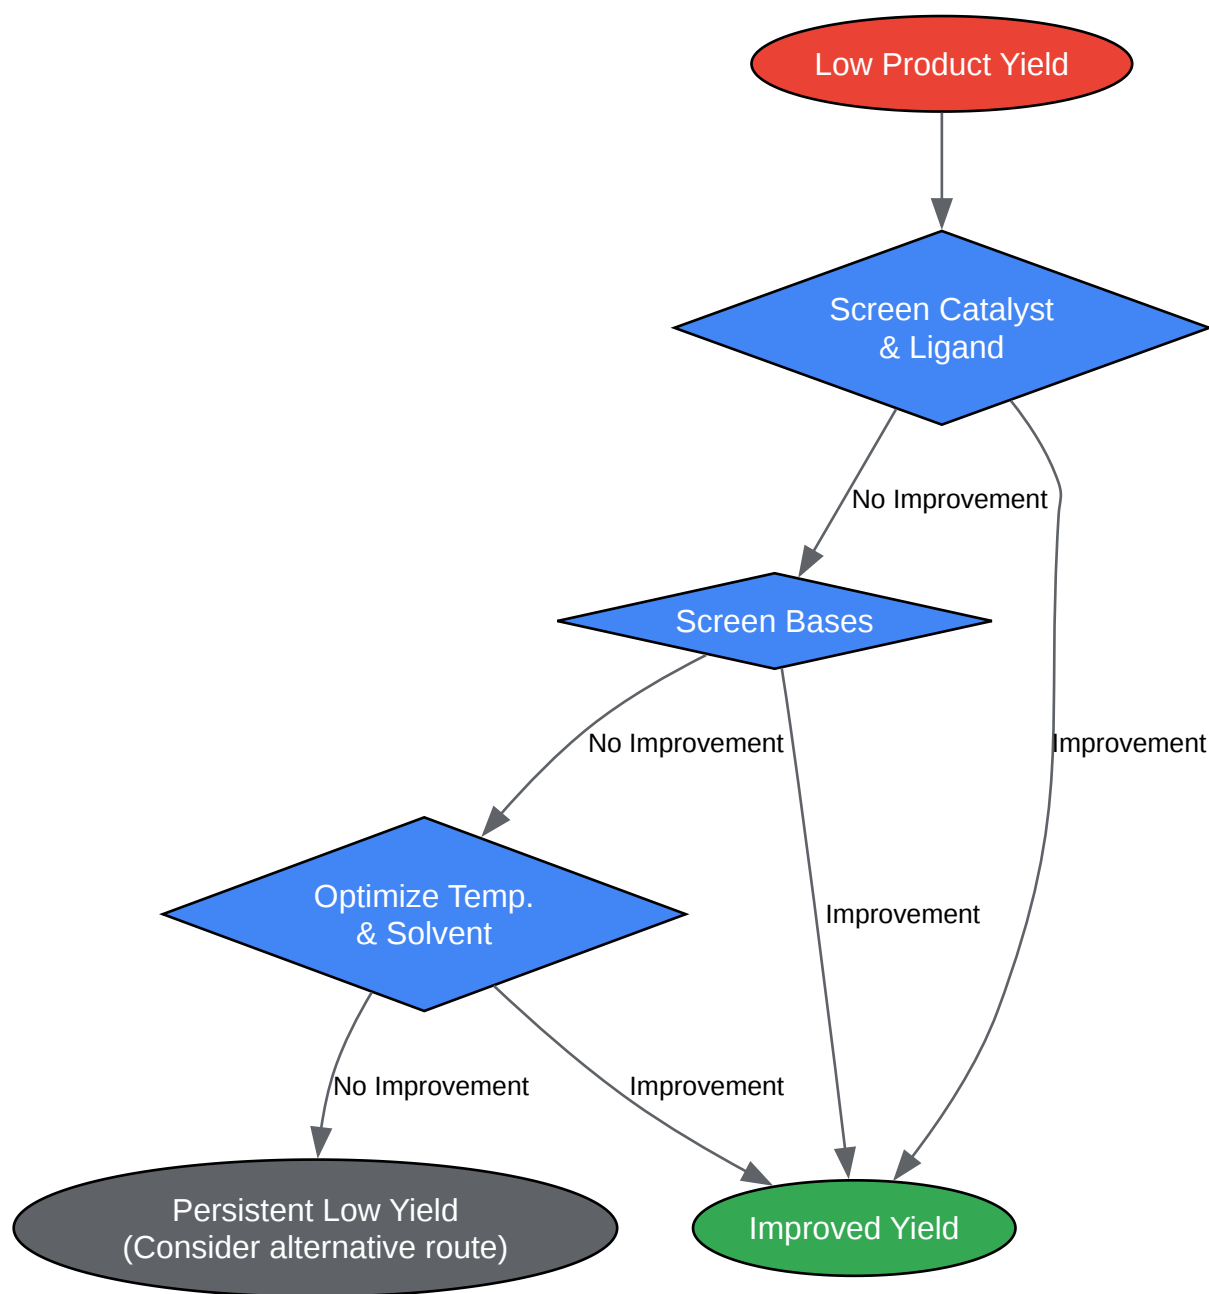 Low Product Yield
Screen Catalyst
& Ligand
No Improvement
Screen Bases
No Improvement
Improvement
Optimize Temp.
& Solvent
Improvement
No Improvement
Improvement
Persistent Low Yield
(Consider alternative route)
Improved Yield